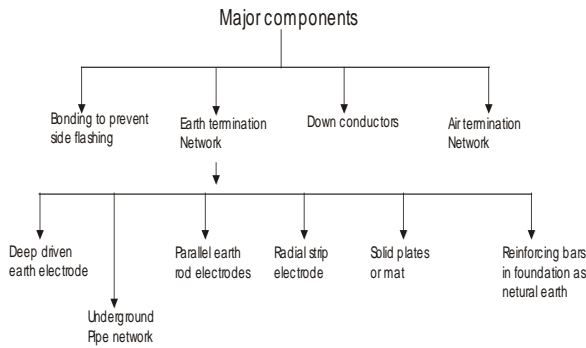 Major components
Bonding to prevent
side flashing
Earth termination
Network
Down conductors
Air termination
Network
Deep driven
earth electrode
Underground
Pipe network
Parallel earth
rod electrodes
Radial strip
electrode
Solid plates
or mat
Reinforcing bars
in foundation as
netural earth